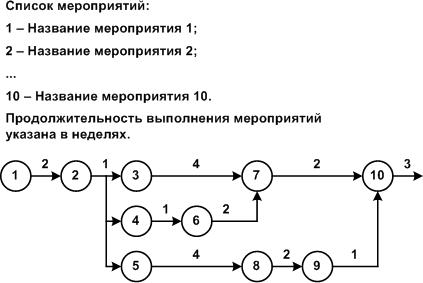 Список мероприятий:
1 – Название мероприятия 1;
2 – Название мероприятия 2;
...
10 – Название мероприятия 10.
Продолжительность выполнения мероприятий
указана в неделях.
1 2 2 1 3 4 7 2 10 3
4 1 6 2
5 4 8 2 9 1